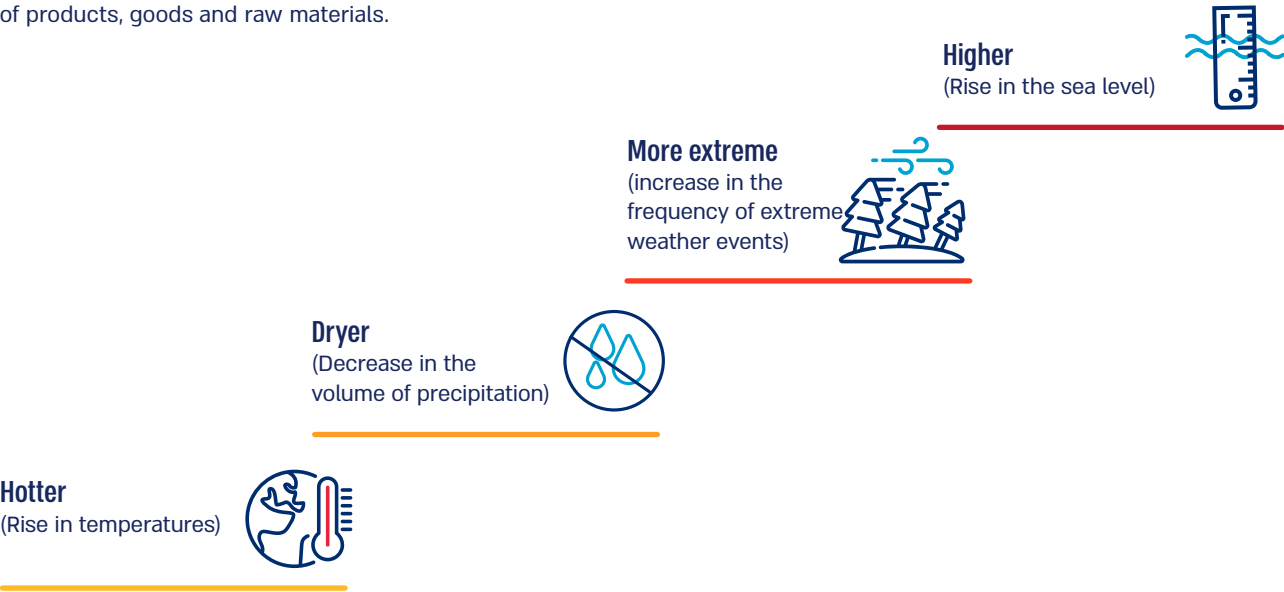 of products, goods and raw materials.
Higher
(Rise in the sea level)
More extreme
(increase in the
frequency of extreme
weather events)
Dryer
(Decrease in the
volume of precipitation)
Hotter
(Rise in temperatures)